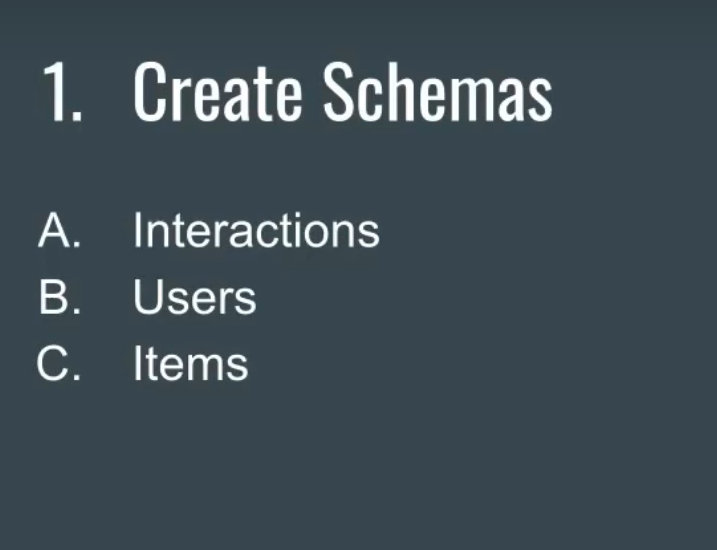 1. Create Schemas
A. Interactions
B. Users
C. Items